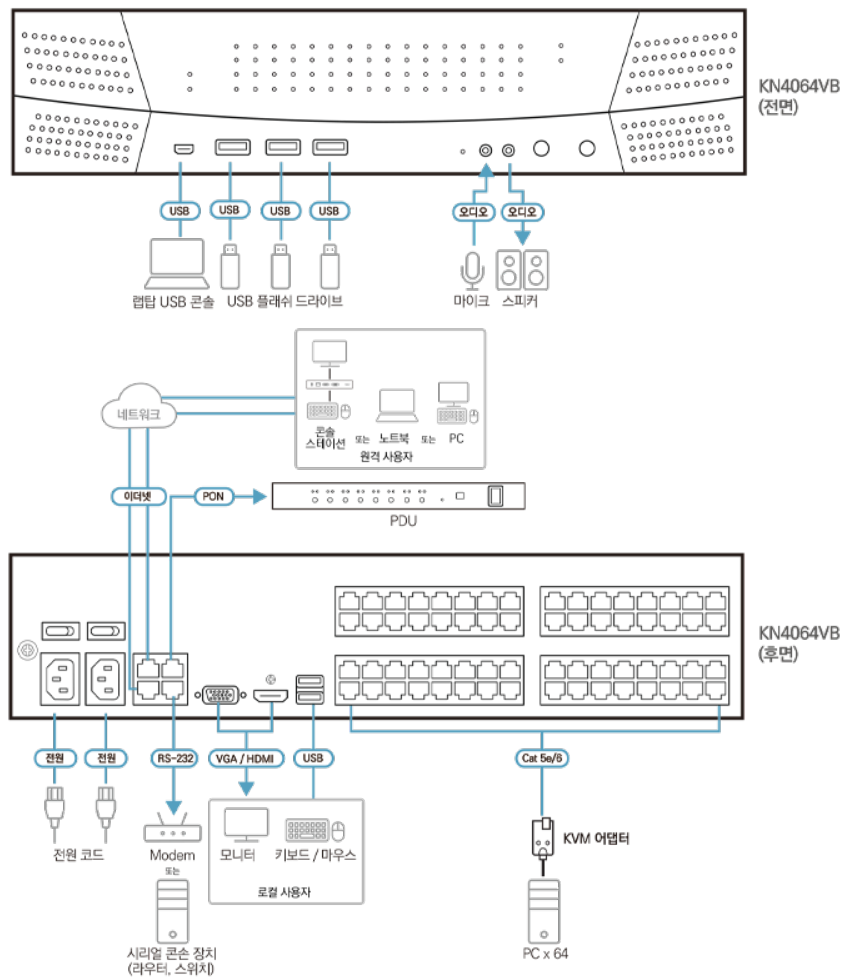 KN4064VB
(전면)
USB
USB
USB
USB
오디오
오디오
랩탑 USB 콘솔
USB 플래쉬 드라이브
마이크
스피커
네트워크
콘솔
스테이션
또는
노트북
또는
PC
원격 사용자
이더넷
PON
PDU
KN4064VB
(후면)
전원
전원
RS-232
VGA / HDMI
USB
Cat 5e/6
전원 코드
Modem
또는
모니터
키보드 / 마우스
로컬 사용자
KVM 어댑터
시리얼 콘손 장치
(라우터, 스위치)
PC x 64